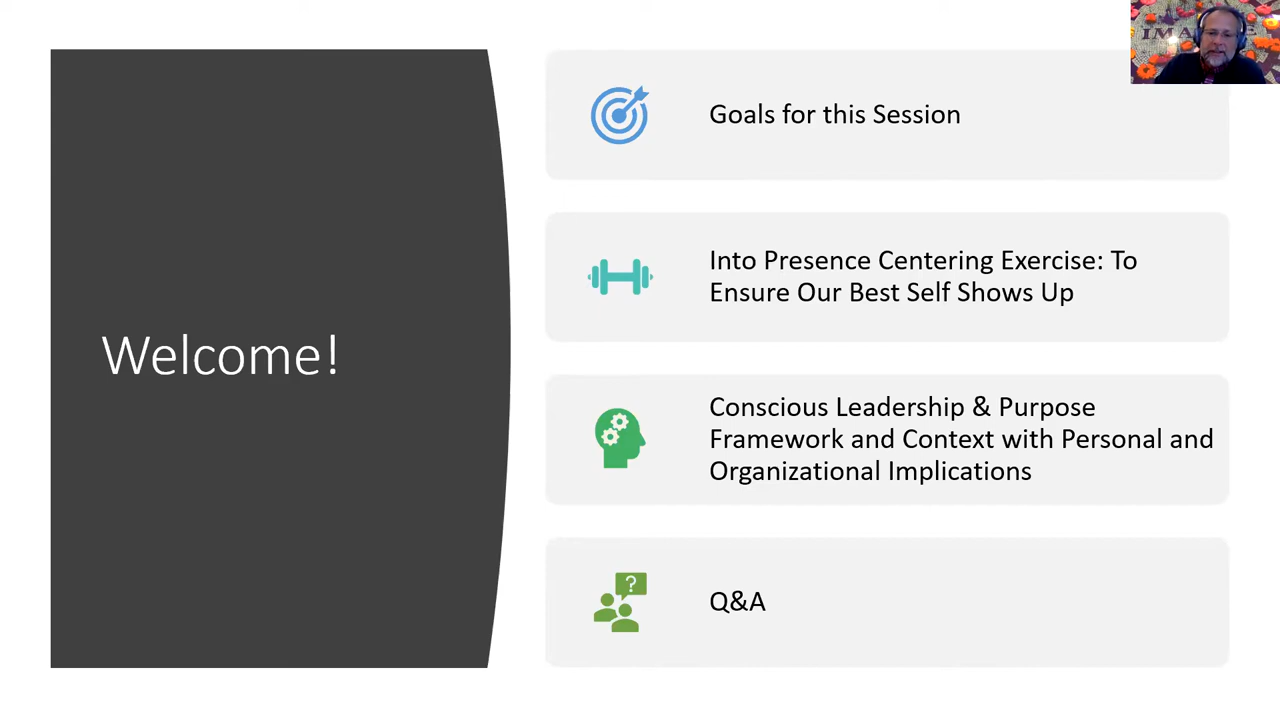 Welcome!
Goals for this Session
Into Presence Centering Exercise: To
Ensure Our Best Self Shows Up
Conscious Leadership & Purpose
Framework and Context with Personal and
Organizational Implications
?
Q&A